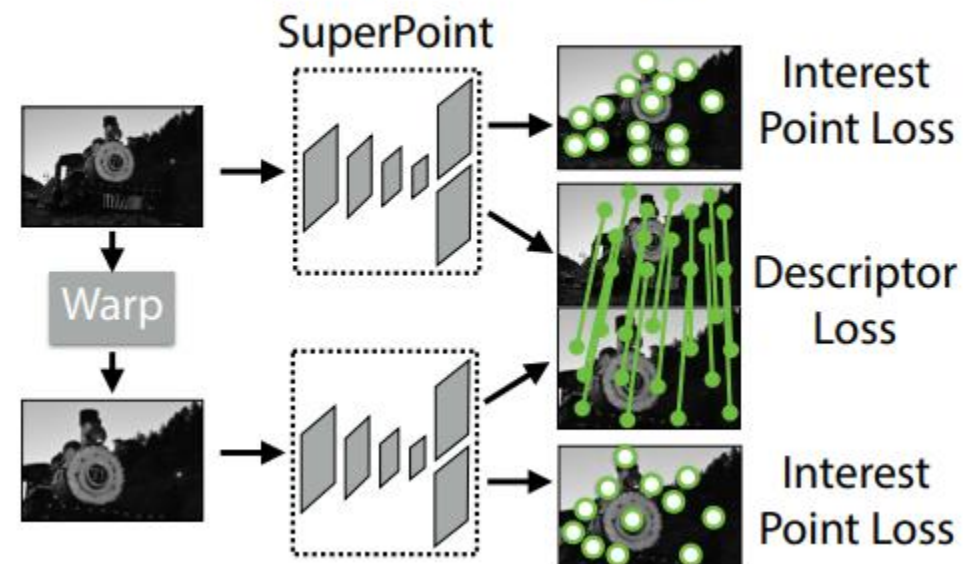 SuperPoint
Interest
Point Loss
Warp
Descriptor
Loss
Interest
Point Loss